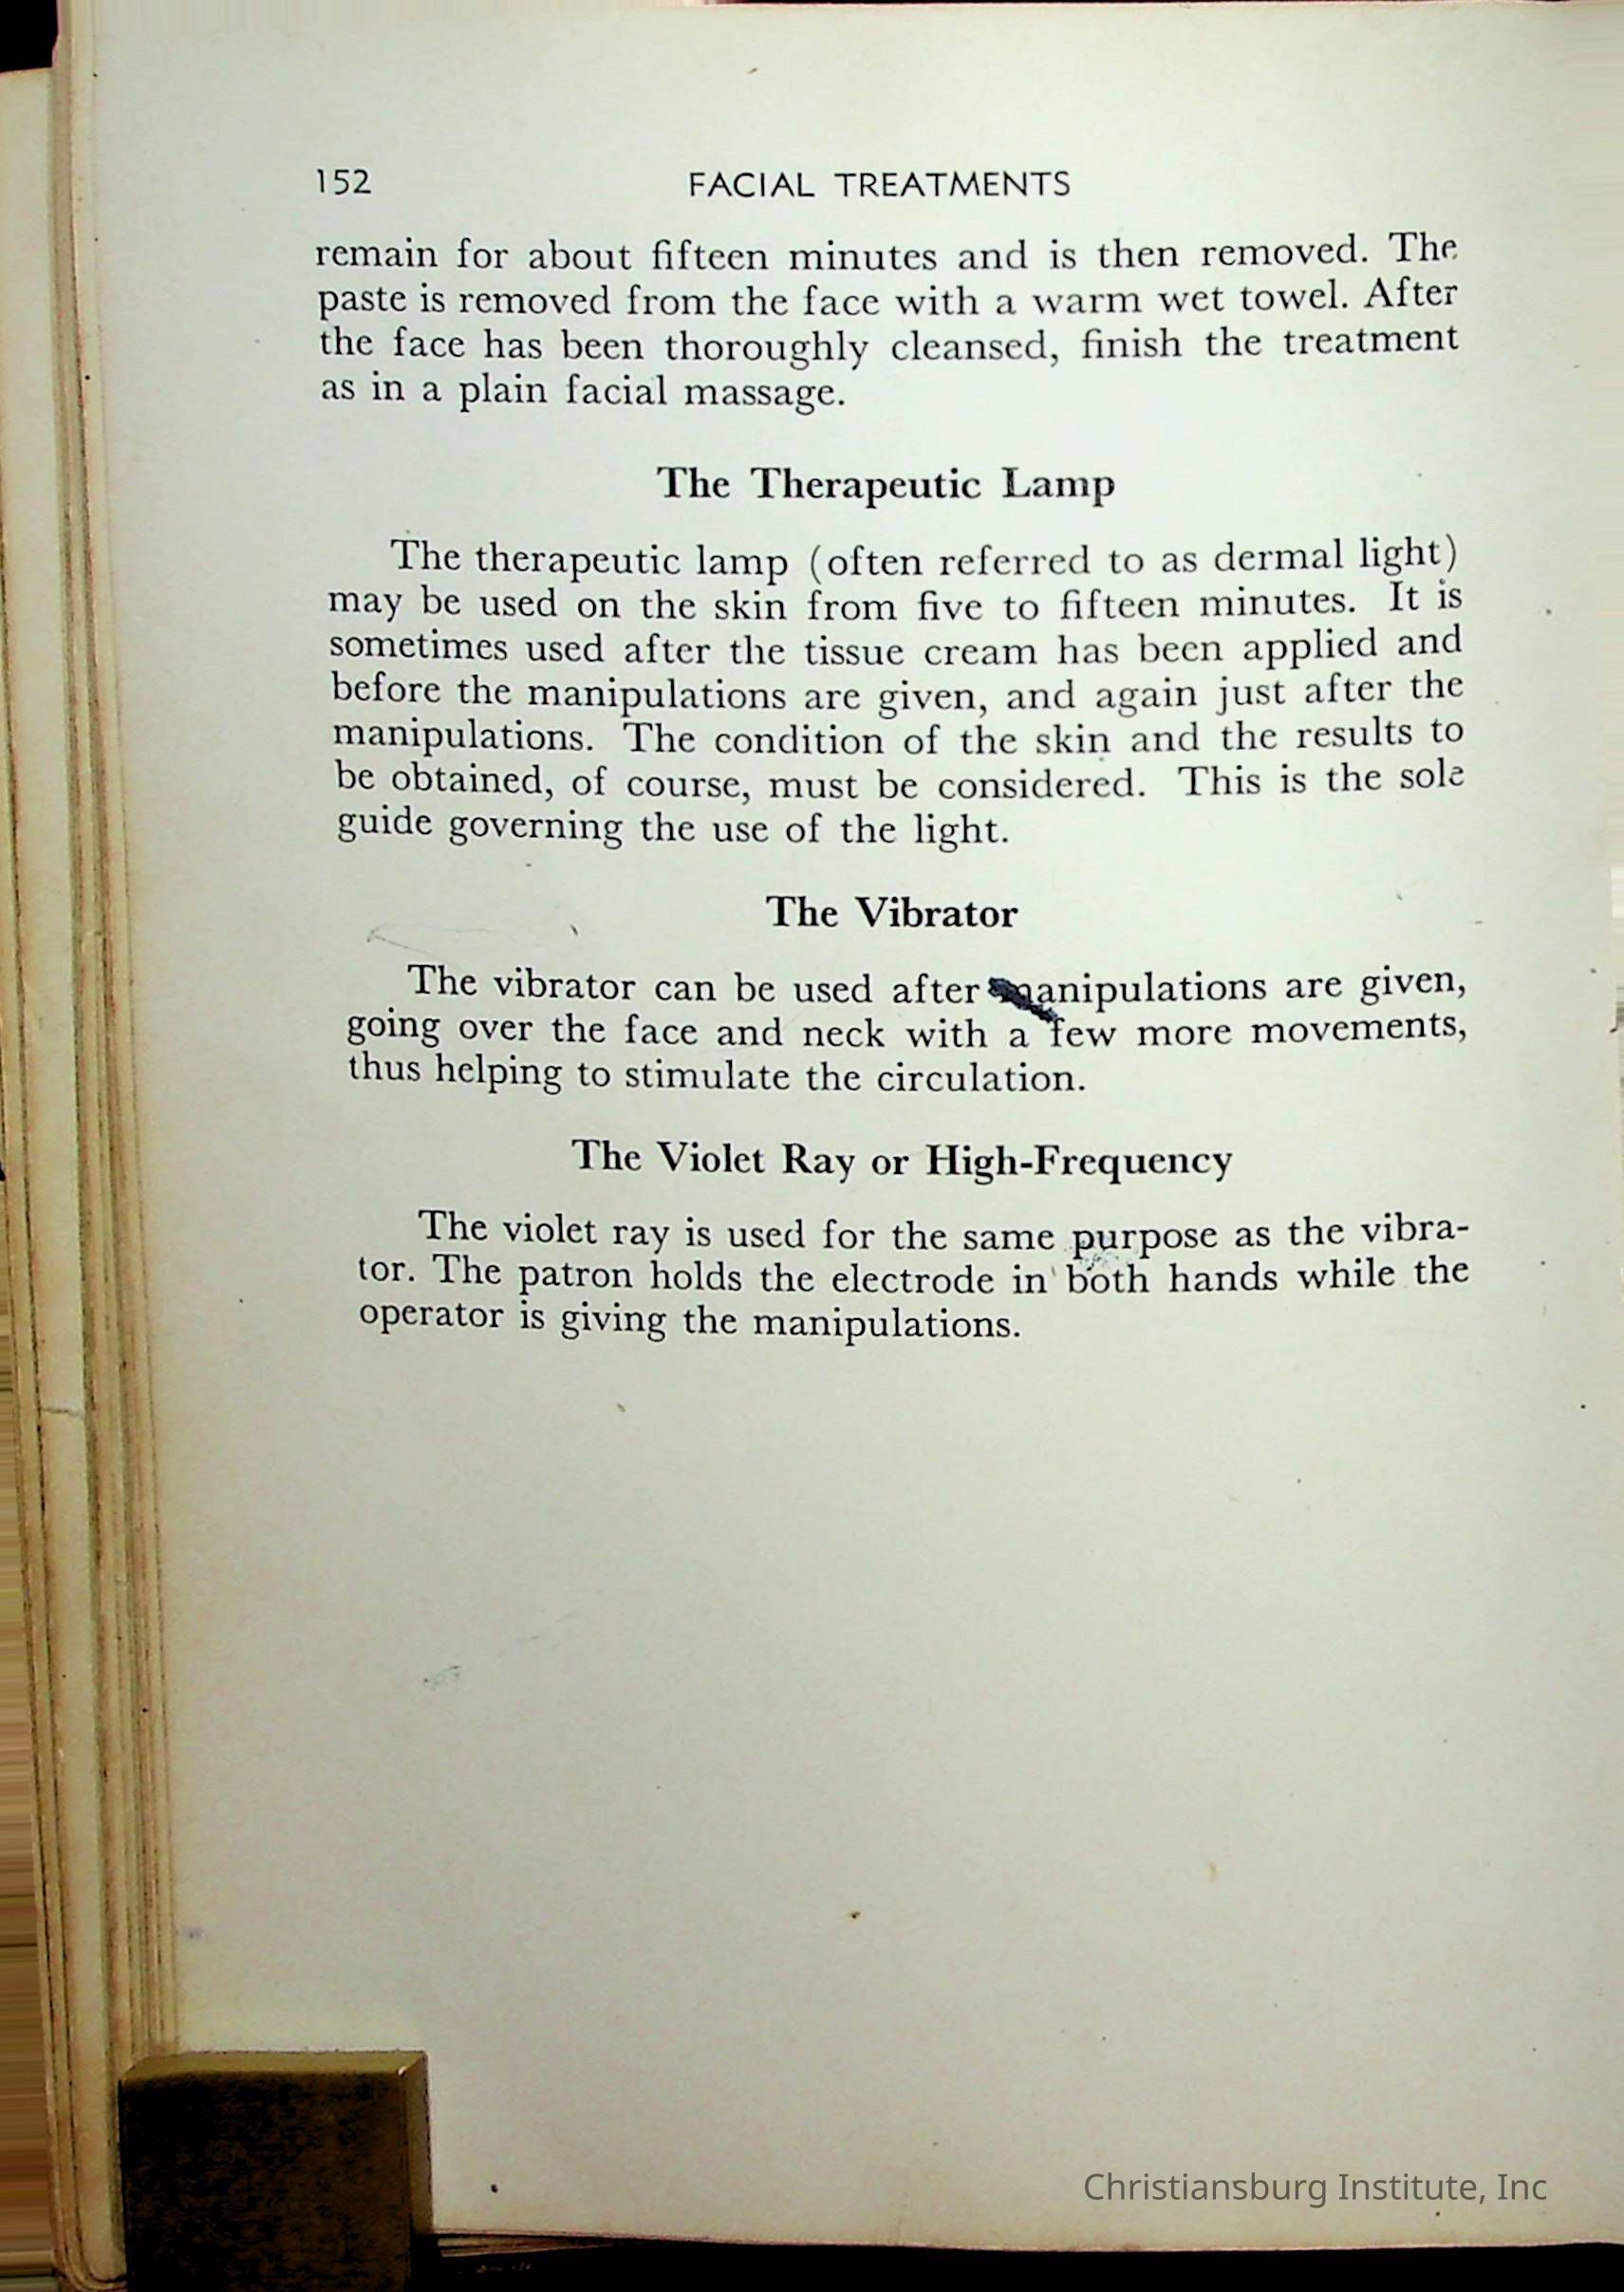 152 FACIAL TREATMENTS
remain for about fifteen minutes and is then removed. The
paste is removed from the face with a warm wet towel. After
the face has been thoroughly cleansed, finish the treatment
as in a plain facial massage.
The Therapeutic Lamp
The therapeutic lamp (often referred to as dermal light)
may be used on the skin from five to fifteen minutes. It is
sometimes used after the tissue cream has been applied and
before the manipulations are given, and again just after the
manipulations. The condition of the skin and the results to
be obtained, of course, must be considered. This is the sole
guide governing the use of the light.
The Vibrator
The vibrator can be used after manipulations are given,
going over the face and neck with a few more movements,
thus helping to stimulate the circulation.
The Violet Ray or High-Frequency
The violet ray is used for the same purpose as the vibra-
tor. The patron holds the electrode in both hands while the
operator is giving the manipulations.
Christiansburg Institute, Inc